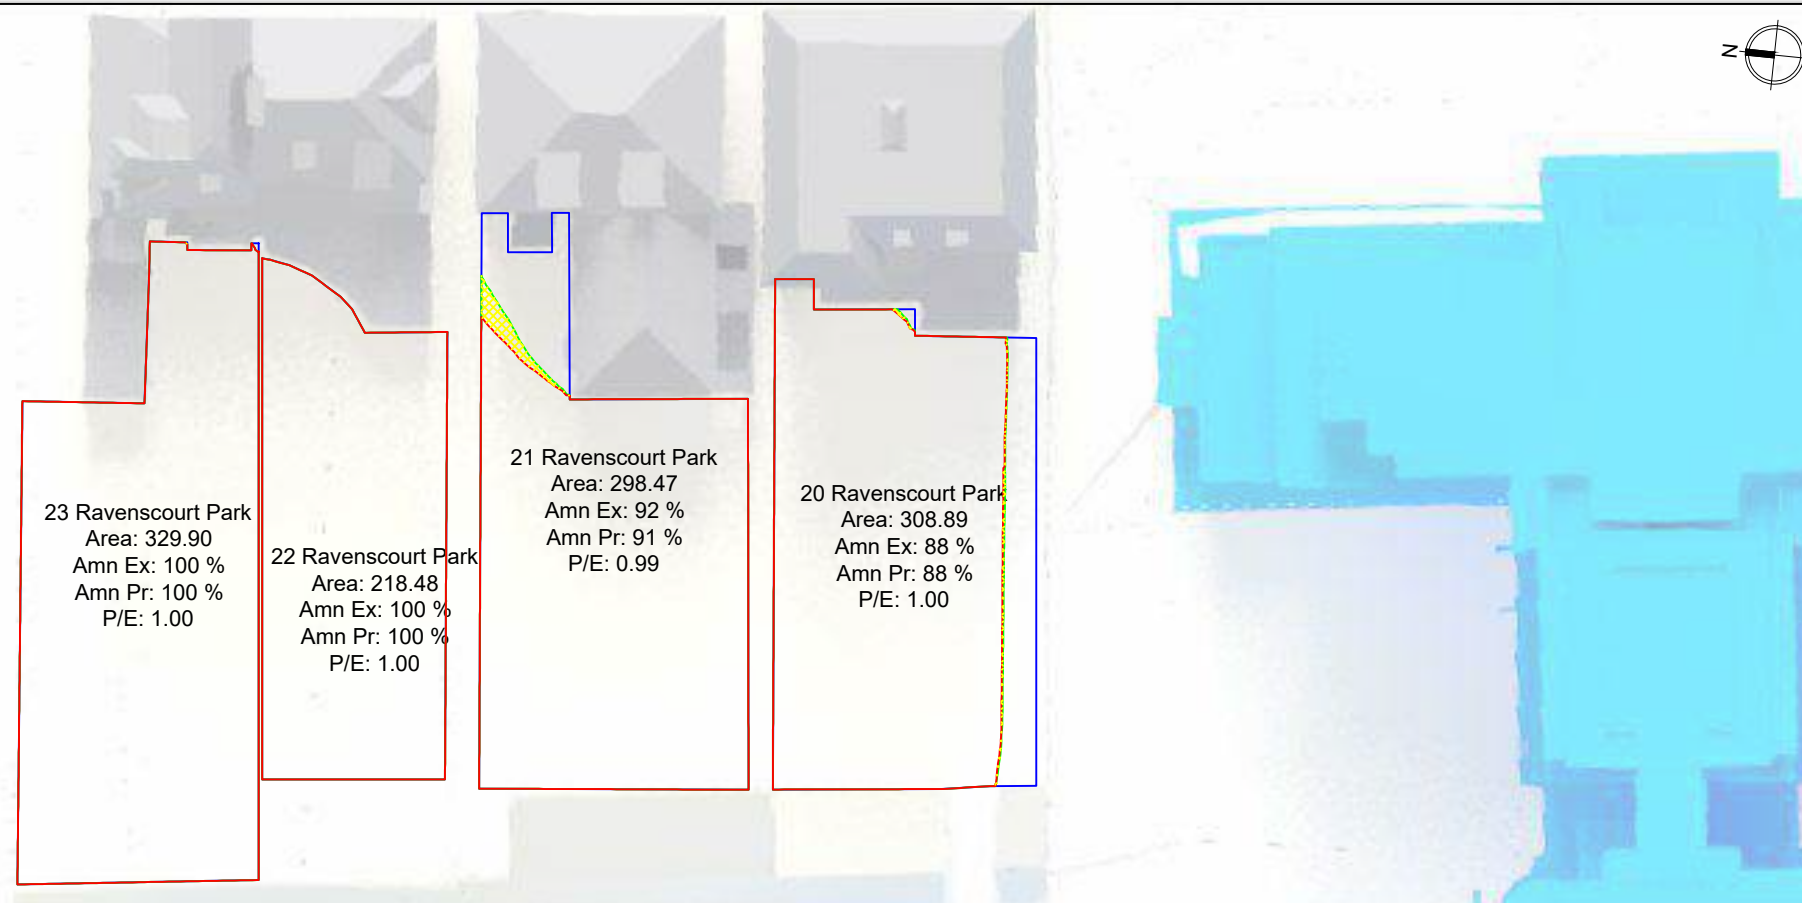 N
23 Ravenscourt Park
Area: 329.90
Amn Ex: 100 %
Amn Pr: 100 %
P/E: 1.00
22 Ravenscourt Park
Area: 218.48
Amn Ex: 100 %
Amn Pr: 100 %
P/E: 1.00
21 Ravenscourt Park
Area: 298.47
Amn Ex: 92 %
Amn Pr: 91 %
P/E: 0.99
20 Ravenscourt Park
Area: 308.89
Amn Ex: 88 %
Amn Pr: 88 %
P/E: 1.00